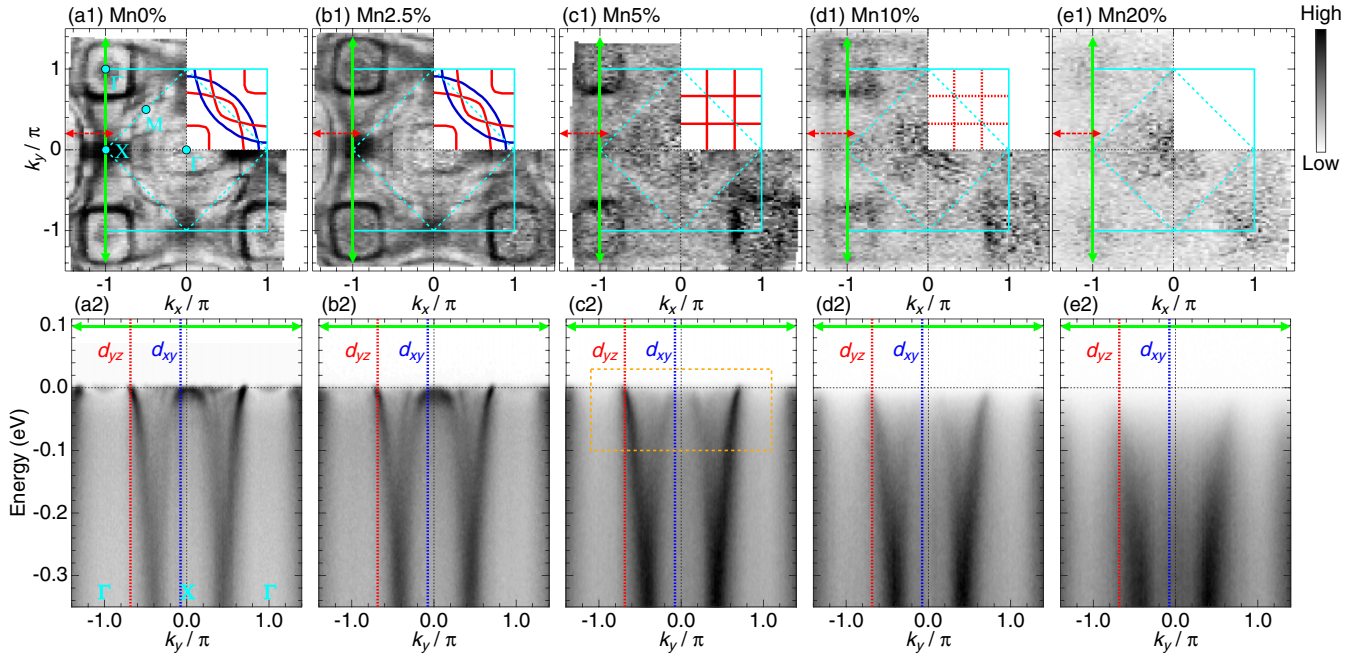 (a1) Mn0%
(b1) Mn2.5%
(c1) Mn5%
(d1) Mn10%
(e1) Mn20%
High
Low
1
0
-1
ky / π
Γ
M
X
Γ
-1 0 1
-1 0 1
-1 0 1
-1 0 1
-1 0 1
kx / π
kx / π
kx / π
kx / π
kx / π
(a2)
(b2)
(c2)
(d2)
(e2)
0.1
0.0
-0.1
-0.2
-0.3
Energy (eV)
dyz dxy
dyz dxy
dyz dxy
dyz dxy
dyz dxy
Γ X Γ
-1.0 0.0 1.0
-1.0 0.0 1.0
-1.0 0.0 1.0
-1.0 0.0 1.0
-1.0 0.0 1.0
ky / π
ky / π
ky / π
ky / π
ky / π